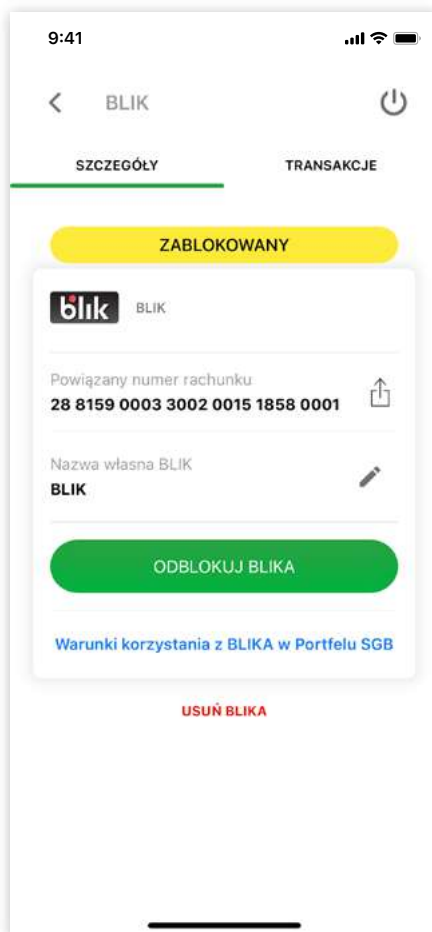 9:41
BLIK
SZCZEGÓŁY TRANSAKCJE
ZABLOKOWANY
blik BLIK
Powiązany numer rachunku
28 8159 0003 3002 0015 1858 0001
Nazwa własna BLIK
BLIK
ODBLOKUJ BLIKA
Warunki korzystania z BLIKA w Portfelu SGB
USUŃ BLIKA